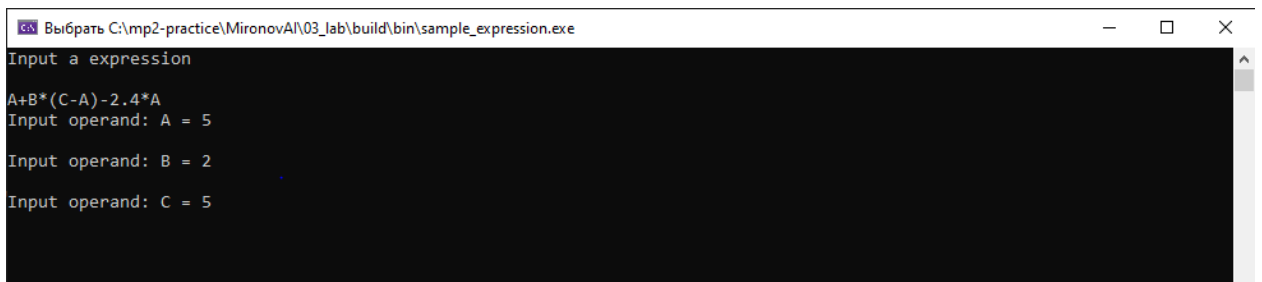 Выбрать C:\mp2-practice\MironovAI\03_lab\build\bin\sample_expression.exe
Input a expression
A+B*(C-A)-2.4*A
Input operand: A = 5
Input operand: B = 2
Input operand: C = 5